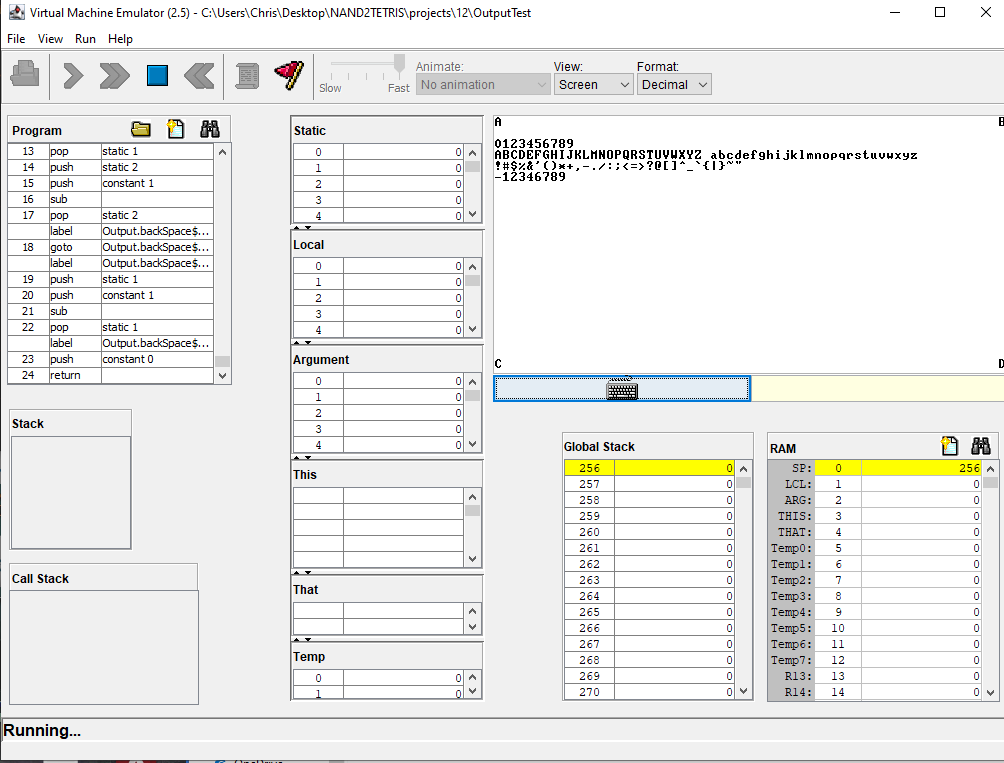 Virtual Machine Emulator (2.5) - C:\Users\Chris\Desktop\NAND2TETRIS\projects\12\OutputTest
File View Run Help
Slow Fast
Animate:
No animation
View:
Screen
Format:
Decimal
Program
13 pop static 1
14 push static 2
15 push constant 1
16 sub
17 pop static 2
label Output.backSpace$...
18 goto Output.backSpace$...
label Output.backSpace$...
19 push static 1
20 push constant 1
21 sub
22 pop static 1
label Output.backSpace$...
23 push constant 0
24 return
Stack
Call Stack
Static
0 0
1 0
2 0
3 0
4 0
Local
0 0
1 0
2 0
3 0
4 0
Argument
0 0
1 0
2 0
3 0
4 0
This
That
Temp
0 0
1 0
A B
0123456789
ABCDEFGHIJKLMNOPQRSTUVWXYZ abcdefghijklmnopqrstuvwxyz
!#$%&'()*+,-./:;<=>?@[]^_`{|}~"
-12346789
C D
Global Stack
256 0
257 0
258 0
259 0
260 0
261 0
262 0
263 0
264 0
265 0
266 0
267 0
268 0
269 0
270 0
RAM
SP: 0 256
LCL: 1 0
ARG: 2 0
THIS: 3 0
THAT: 4 0
Temp0: 5 0
Temp1: 6 0
Temp2: 7 0
Temp3: 8 0
Temp4: 9 0
Temp5: 10 0
Temp6: 11 0
Temp7: 12 0
R13: 13 0
R14: 14 0
Running...